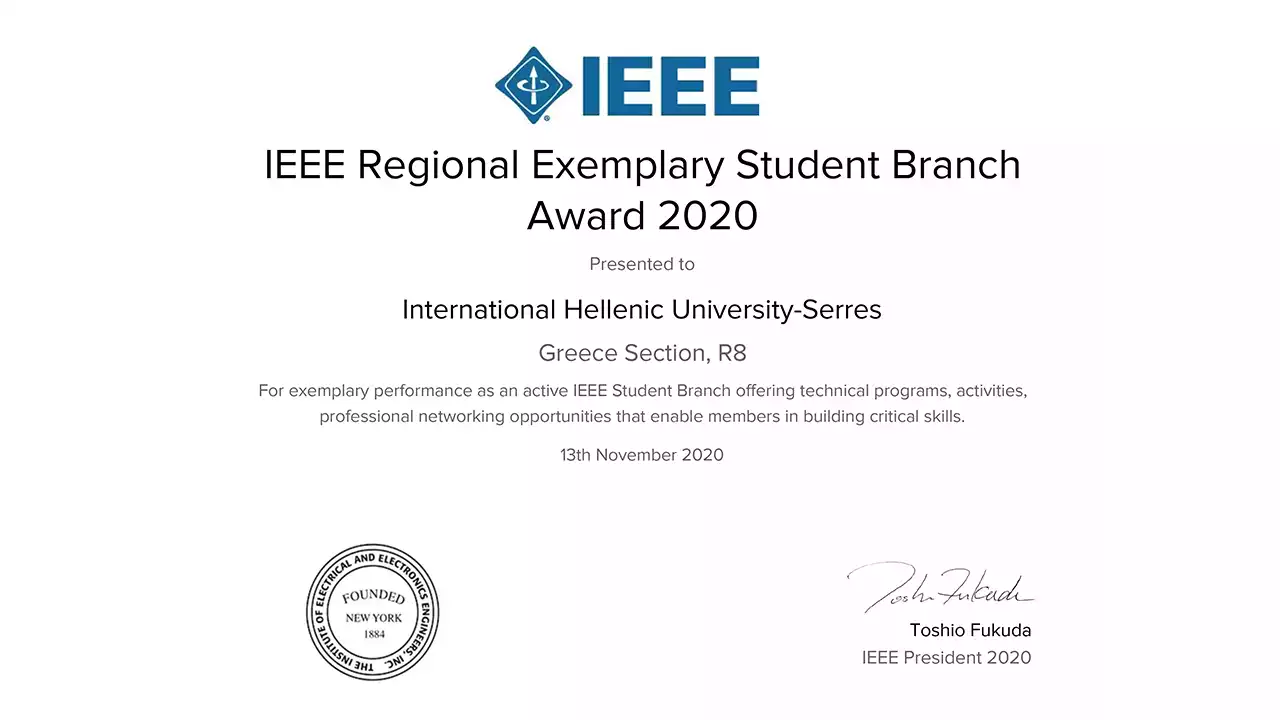 IEEE
IEEE Regional Exemplary Student Branch
Award 2020
Presented to
International Hellenic University-Serres
Greece Section, R8
For exemplary performance as an active IEEE Student Branch offering technical programs, activities,
professional networking opportunities that enable members in building critical skills.
13th November 2020
THE INSTITUTE OF ELECTRICAL AND ELECTRONICS ENGINEERS, INC.
FOUNDED
NEW YORK
1884
Toshio Fukuda
Toshio Fukuda
IEEE President 2020